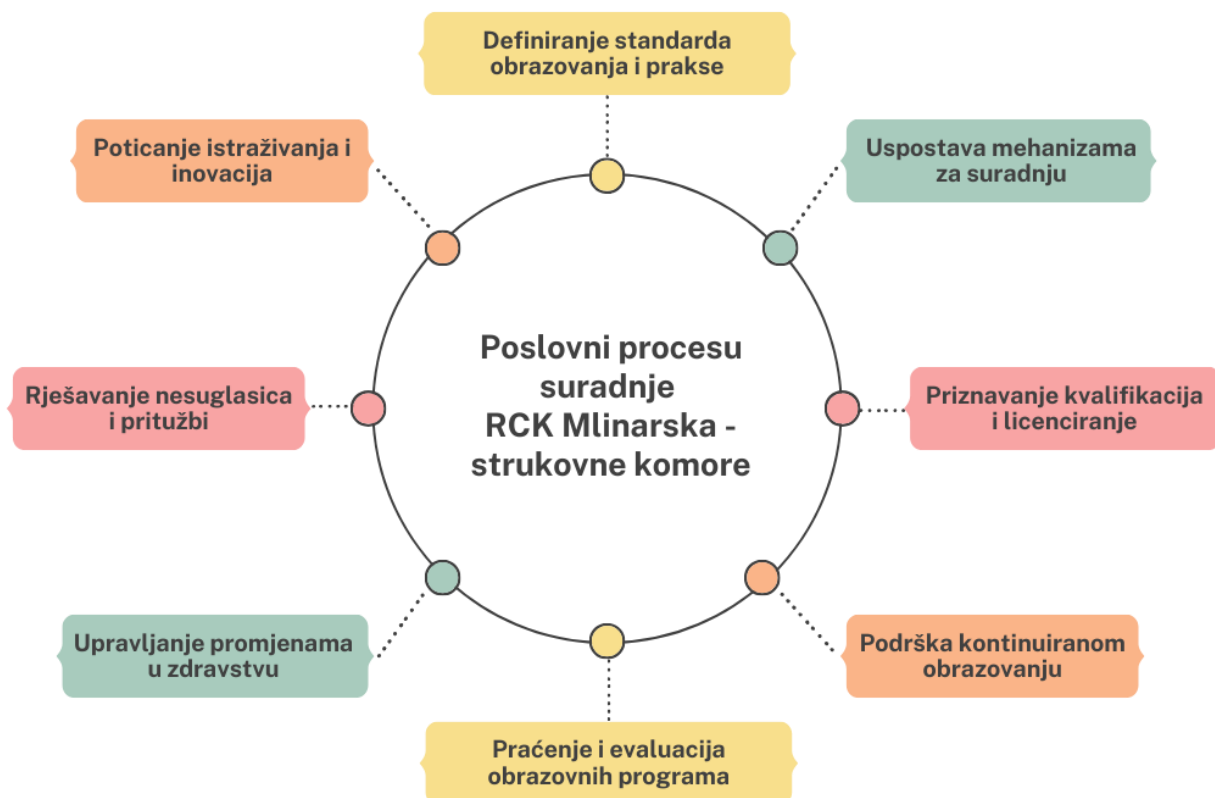 Definiranje standarda
obrazovanja i prakse
Poticanje istraživanja i
inovacija
Uspostava mehanizama
za suradnju
Poslovni procesu
suradnje
RCK Mlinarska -
strukovne komore
Rješavanje nesuglasica
i pritužbi
Priznavanje kvalifikacija
i licenciranje
Upravljanje promjenama
u zdravstvu
Podrška kontinuiranom
obrazovanju
Praćenje i evaluacija
obrazovnih programa